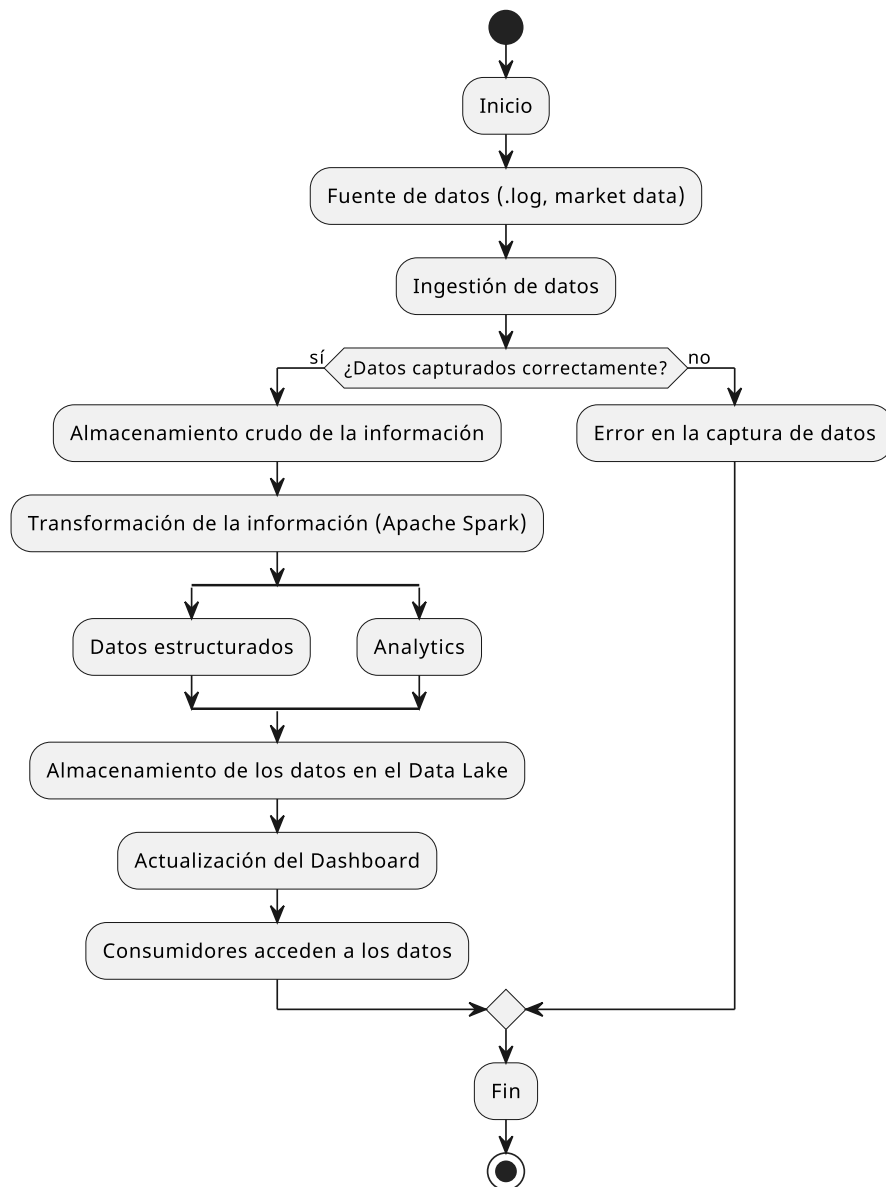 Inicio
Fuente de datos (.log, market data)
Ingestión de datos
sí
¿Datos capturados correctamente?
no
Almacenamiento crudo de la información
Error en la captura de datos
Transformación de la información (Apache Spark)
Datos estructurados
Analytics
Almacenamiento de los datos en el Data Lake
Actualización del Dashboard
Consumidores acceden a los datos
Fin